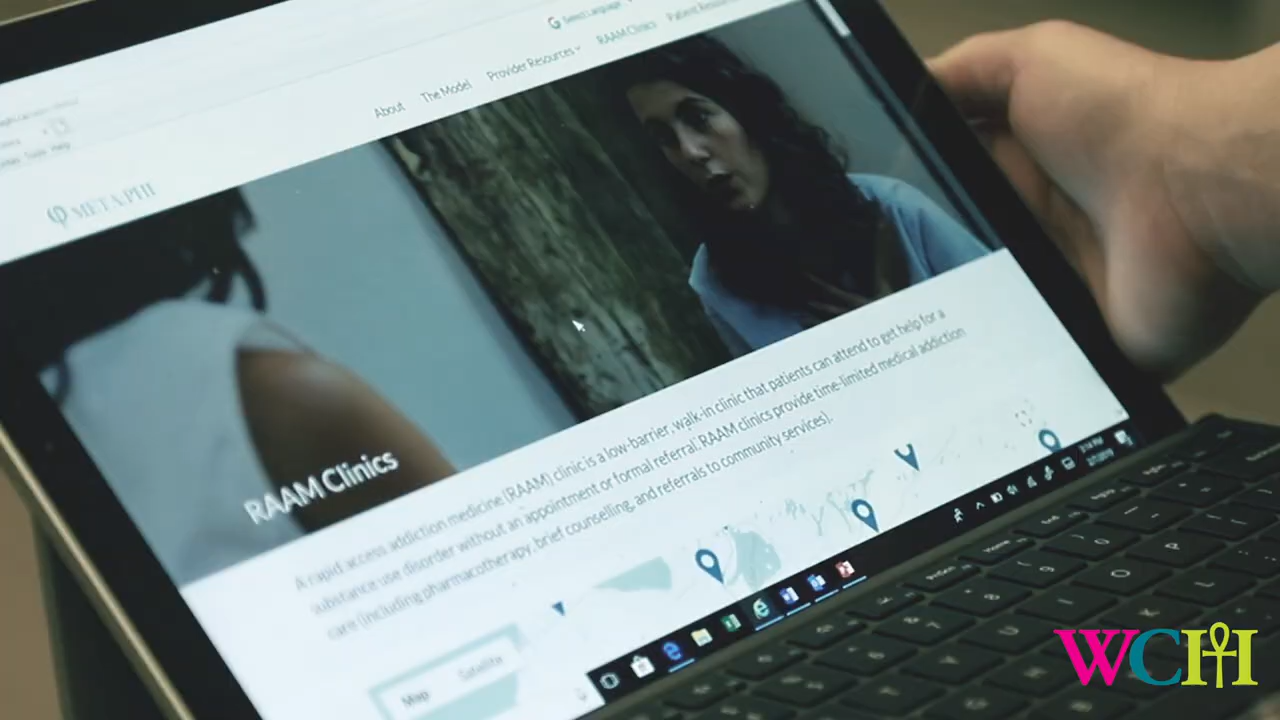 Select Language
About The Model Provider Resources RAAM Clinics Patient
META:PHI
RAAM Clinics
A rapid access addiction medicine (RAAM) clinic is a low-barrier, walk-in clinic that patients can attend to get help for a
substance use disorder without an appointment or formal referral. RAAM clinics provide time-limited medical addiction
care (including pharmacotherapy, brief counselling, and referrals to community services).
Map Satellite
WCH